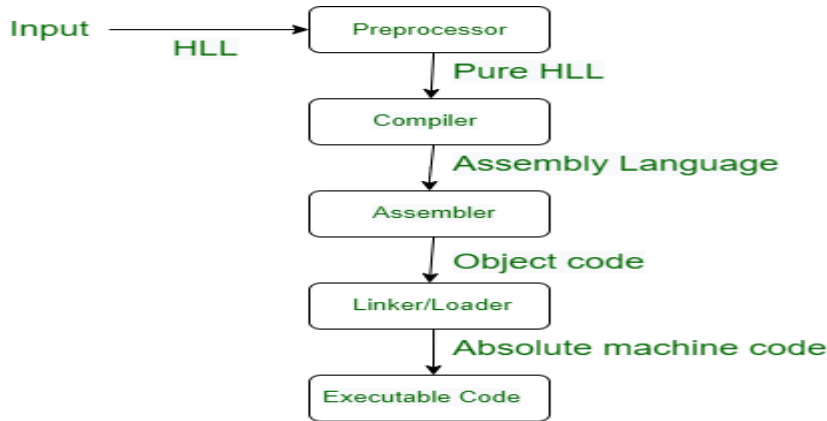 Input
HLL
Preprocessor
Pure HLL
Compiler
Assembly Language
Assembler
Object code
Linker/Loader
Absolute machine code
Executable Code